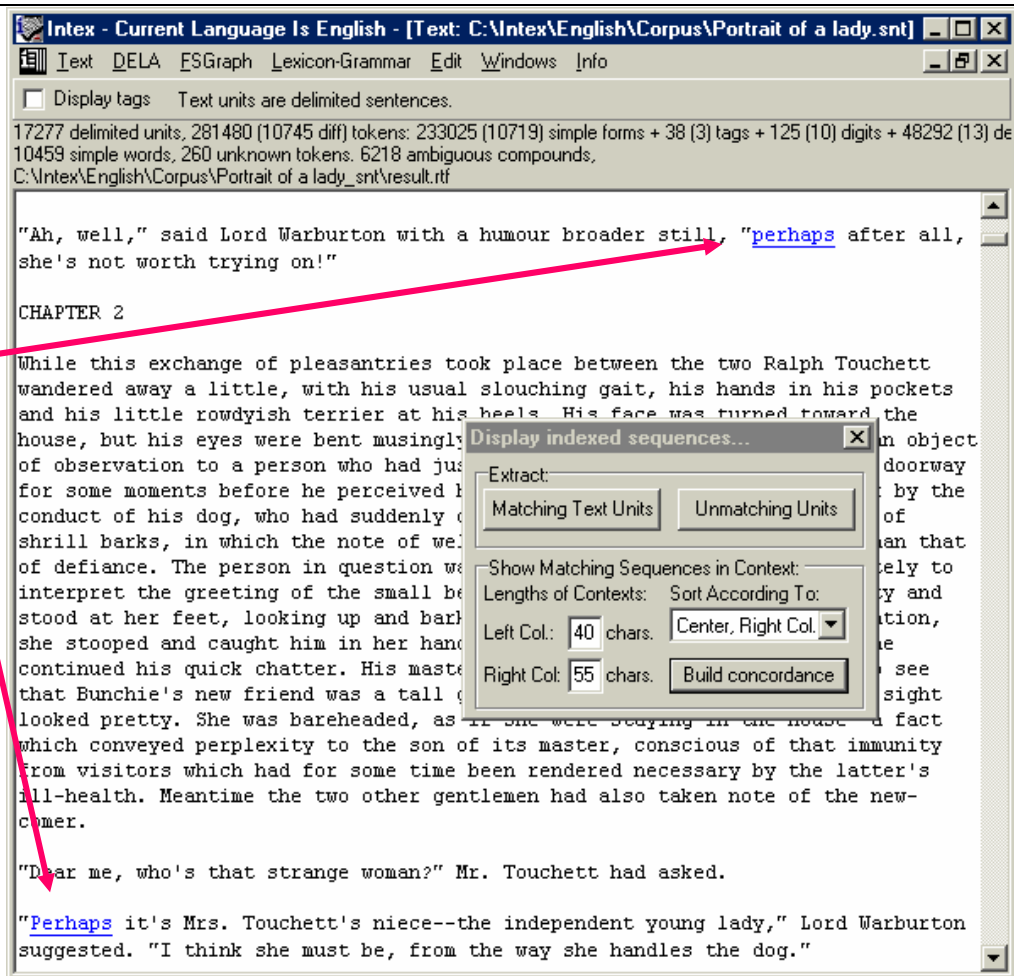 Intex - Current Language Is English - [Text: C:\Intex\English\Corpus\Portrait of a lady.snt]
Text DELA FSGraph Lexicon-Grammar Edit Windows Info
Display tags Text units are delimited sentences.
17277 delimited units, 281480 (10745 diff) tokens: 233025 (10719) simple forms + 38 (3) tags + 125 (10) digits + 48292 (13) de
10459 simple words, 260 unknown tokens. 6218 ambiguous compounds,
C:\Intex\English\Corpus\Portrait of a lady_snt\result.rtf
"Ah, well," said Lord Warburton with a humour broader still, "perhaps after all,
she's not worth trying on!"
CHAPTER 2
While this exchange of pleasantries took place between the two Ralph Touchett
wandered away a little, with his usual slouching gait, his hands in his pockets
and his little rowdyish terrier at his heels. His face was turned toward the
house, but his eyes were bent musingly an object
of observation to a person who had jus doorway
for some moments before he perceived by the
conduct of his dog, who had suddenly of
shrill barks, in which the note of wel an that
of defiance. The person in question wa ely to
interpret the greeting of the small be ty and
stood at her feet, looking up and bark tion,
she stooped and caught him in her hand e
continued his quick chatter. His maste see
that Bunchie's new friend was a tall sight
looked pretty. She was bareheaded, as if she were staying in the house--a fact
which conveyed perplexity to the son of its master, conscious of that immunity
from visitors which had for some time been rendered necessary by the latter's
ill-health. Meantime the two other gentlemen had also taken note of the new-
comer.
"Dear me, who's that strange woman?" Mr. Touchett had asked.
"Perhaps it's Mrs. Touchett's niece--the independent young lady," Lord Warburton
suggested. "I think she must be, from the way she handles the dog."
Display indexed sequences...
Extract:
Matching Text Units Unmatching Units
Show Matching Sequences in Context:
Lengths of Contexts: Sort According To:
Left Col.: 40 chars. Center, Right Col.
Right Col: 55 chars. Build concordance